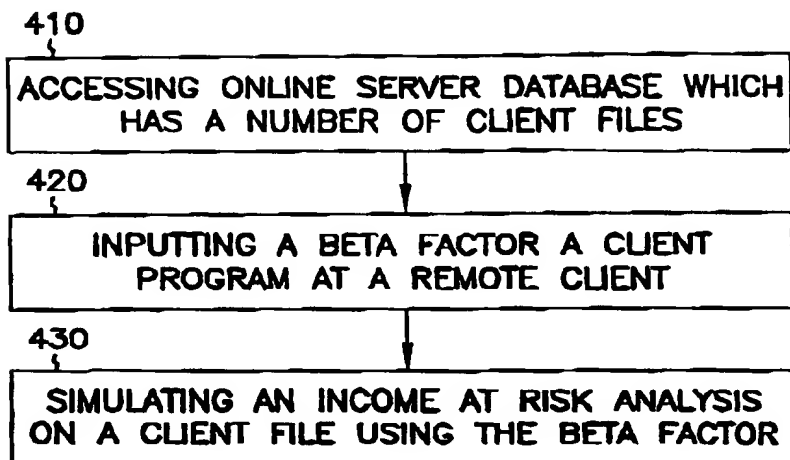 410
ACCESSING ONLINE SERVER DATABASE WHICH
HAS A NUMBER OF CLIENT FILES
420
INPUTTING A BETA FACTOR A CLIENT
PROGRAM AT A REMOTE CLIENT
430
SIMULATING AN INCOME AT RISK ANALYSIS
ON A CLIENT FILE USING THE BETA FACTOR